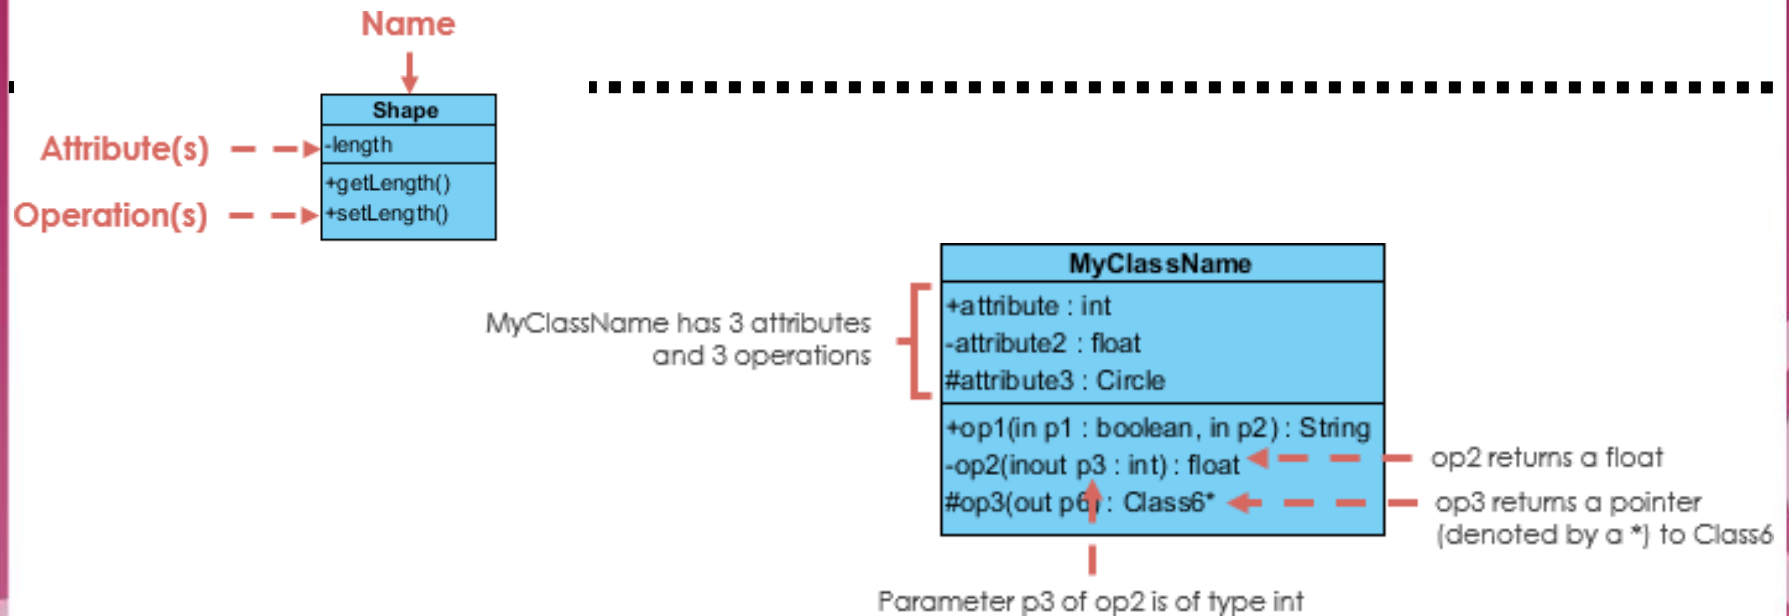 Name
Shape
Attribute(s)
-length
+getLength()
Operation(s)
+setLength()
MyClassName
MyClassName has 3 attributes
and 3 operations
+attribute : int
-attribute2 : float
#attribute3 : Circle
+op1(in p1 : boolean, in p2) : String
-op2(inout p3 : int) : float
op2 returns a float
#op3(out p6) : Class6*
op3 returns a pointer
(denoted by a *) to Class6
Parameter p3 of op2 is of type int